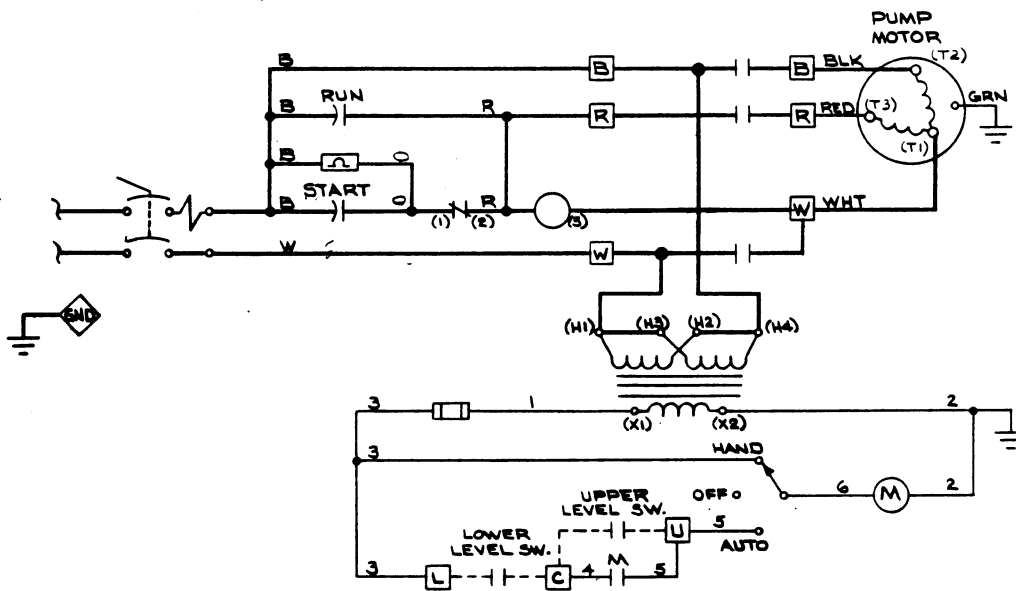 PUMP
MOTOR
(T2)
B
B
B
BLK
B
RUN
R
R
R
RED
(T3)
GRN
(T1)
B
O
START
B
O
(1)
(2)
R
(3)
W
WHT
W
W
GND
(H1)
(H3)
(H2)
(H4)
3
1
(X1)
(X2)
2
3
HAND
OFF
6
M
2
UPPER
LEVEL SW.
U
5
AUTO
LOWER
LEVEL SW.
3
L
C
4
M
5